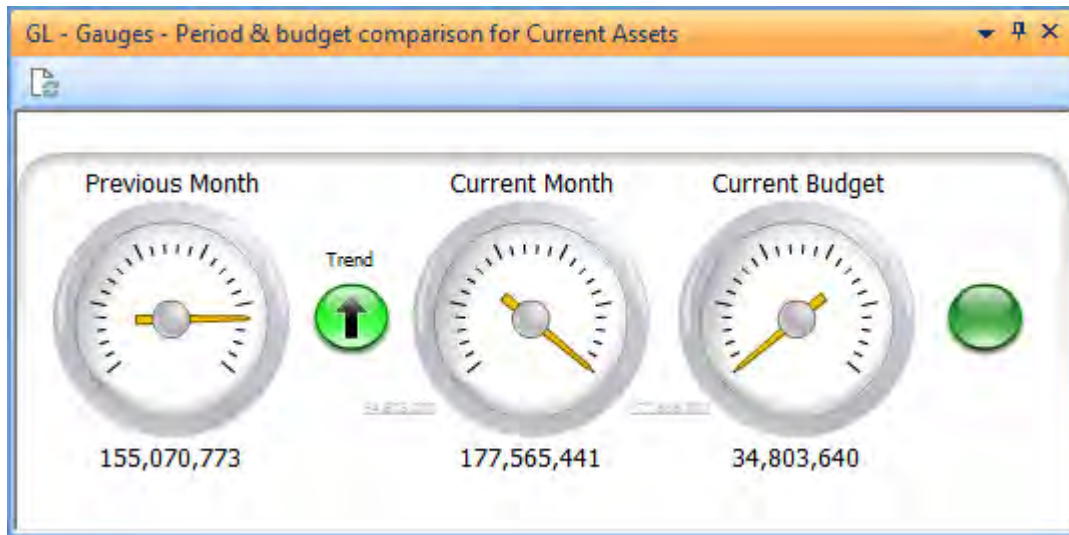 GL - Gauges - Period & budget comparison for Current Assets
Previous Month
Current Month
Current Budget
Trend
155,070,773
177,565,441
34,803,640